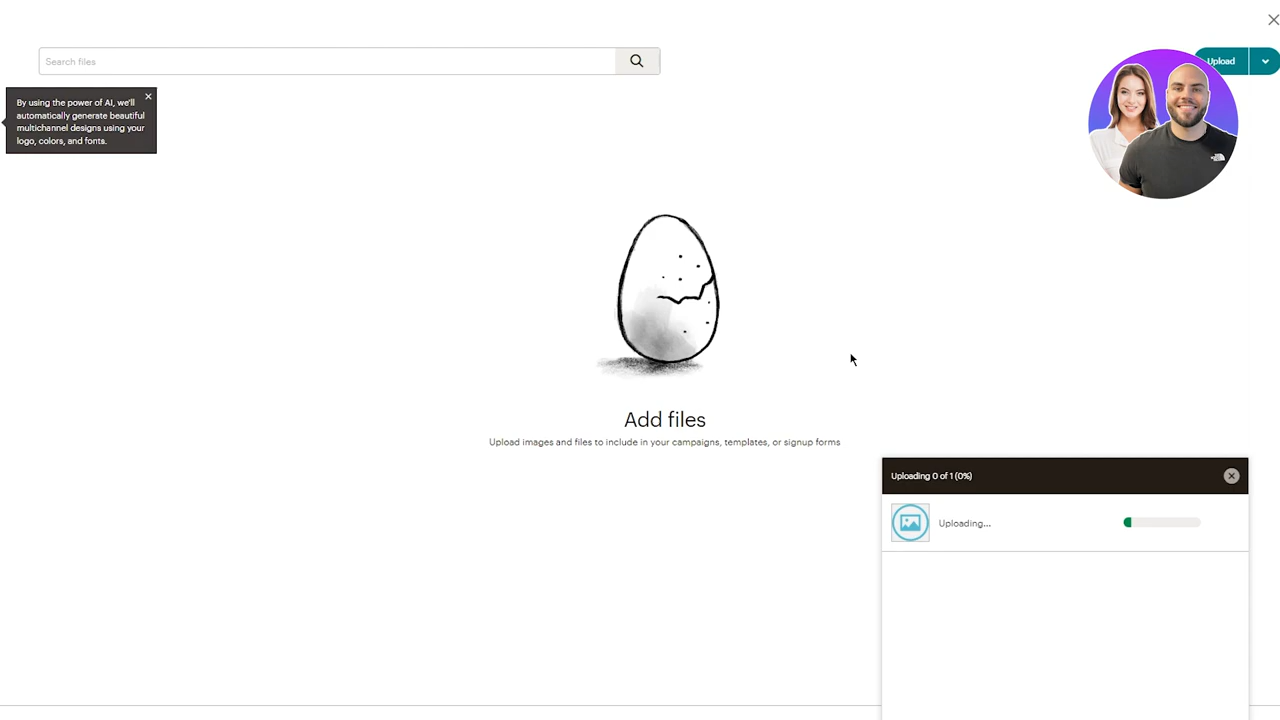 Search files
Upload
By using the power of AI, we'll
automatically generate beautiful
multichannel designs using your
logo, colors, and fonts.
Add files
Upload images and files to include in your campaigns, templates, or signup forms
Uploading 0 of 1 (0%)
Uploading...